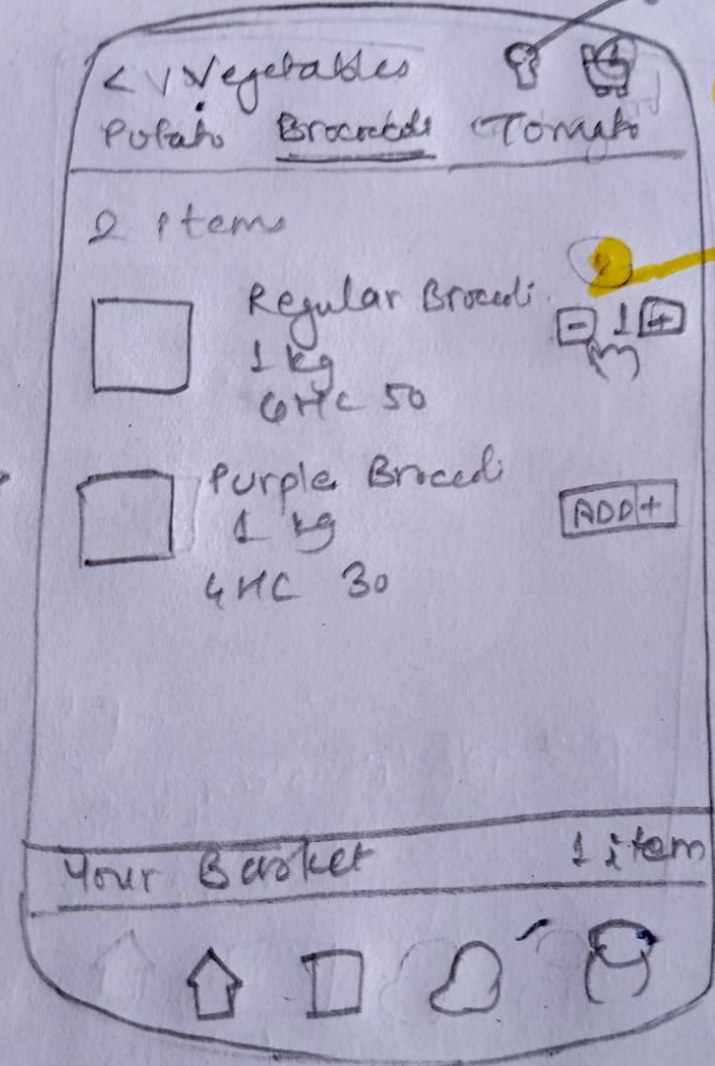 < Vegetables
Potato Broccoli Tomato
2 items
Regular Brocoli
- 1 +
1 kg
GHC 50
Purple Brocoli
1 kg
ADD +
GHC 30
Your Basket 1 item